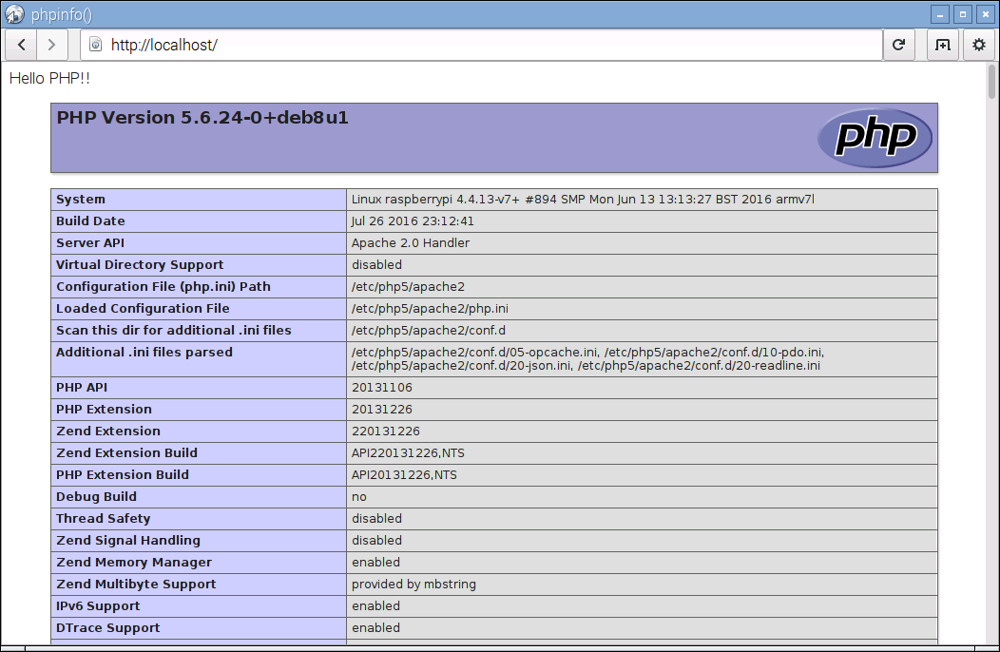 phpinfo()
http://localhost/
Hello PHP!!
PHP Version 5.6.24-0+deb8u1
php
System Linux raspberrypi 4.4.13-v7+ #894 SMP Mon Jun 13 13:13:27 BST 2016 armv7l
Build Date Jul 26 2016 23:12:41
Server API Apache 2.0 Handler
Virtual Directory Support disabled
Configuration File (php.ini) Path /etc/php5/apache2
Loaded Configuration File /etc/php5/apache2/php.ini
Scan this dir for additional .ini files /etc/php5/apache2/conf.d
Additional .ini files parsed /etc/php5/apache2/conf.d/05-opcache.ini, /etc/php5/apache2/conf.d/10-pdo.ini,
/etc/php5/apache2/conf.d/20-json.ini, /etc/php5/apache2/conf.d/20-readline.ini
PHP API 20131106
PHP Extension 20131226
Zend Extension 220131226
Zend Extension Build API220131226,NTS
PHP Extension Build API20131226,NTS
Debug Build no
Thread Safety disabled
Zend Signal Handling disabled
Zend Memory Manager enabled
Zend Multibyte Support provided by mbstring
IPv6 Support enabled
DTrace Support enabled